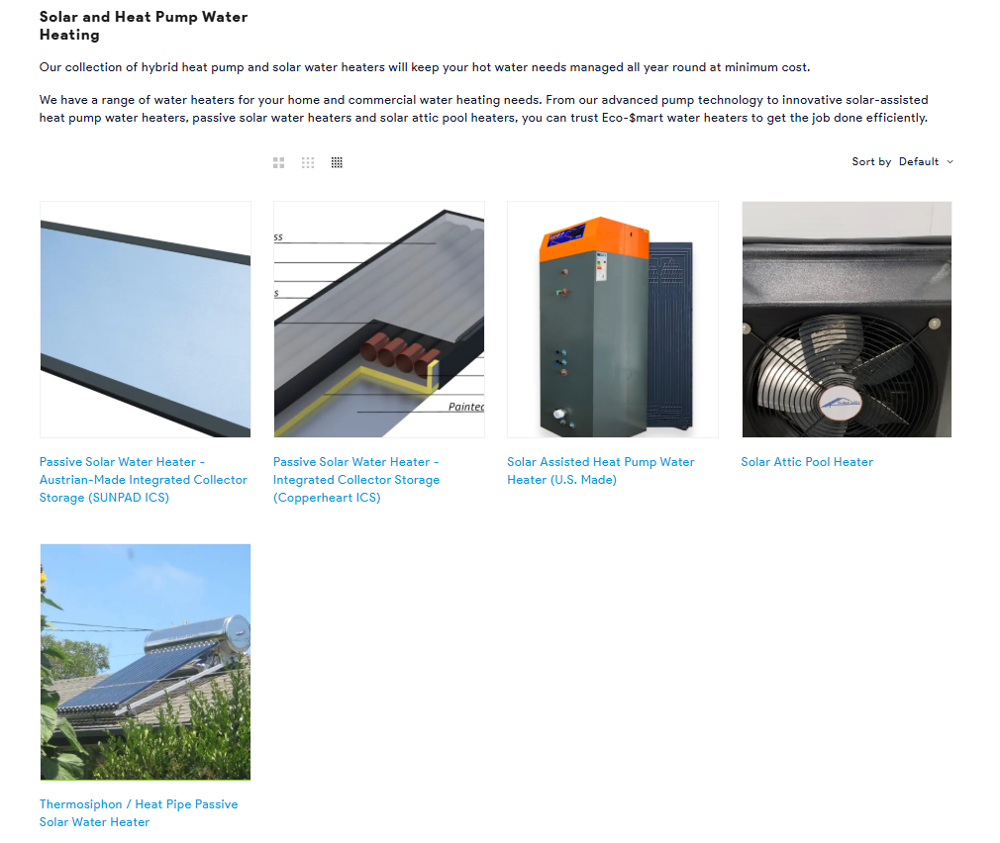 Solar and Heat Pump Water
Heating
Our collection of hybrid heat pump and solar water heaters will keep your hot water needs managed all year round at minimum cost.
We have a range of water heaters for your home and commercial water heating needs. From our advanced pump technology to innovative solar-assisted
heat pump water heaters, passive solar water heaters and solar attic pool heaters, you can trust Eco-$mart water heaters to get the job done efficiently.
Sort by Default
ss
s
Painted
Passive Solar Water Heater -
Austrian-Made Integrated Collector
Storage (SUNPAD ICS)
Passive Solar Water Heater -
Integrated Collector Storage
(Copperheart ICS)
Solar Assisted Heat Pump Water
Heater (U.S. Made)
Solar Attic Pool Heater
Thermosiphon / Heat Pipe Passive
Solar Water Heater